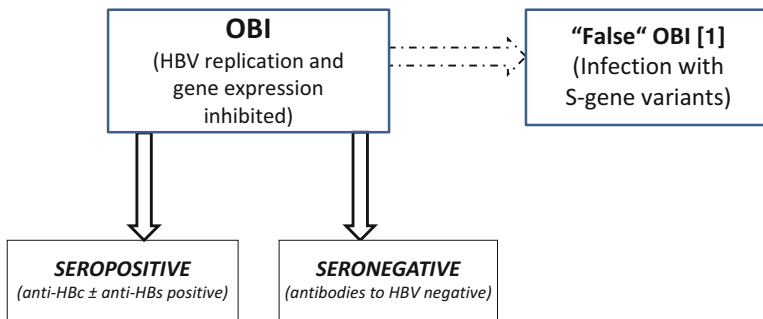 OBI
(HBV replication and
gene expression
inhibited)
“False“ OBI [1]
(Infection with
S-gene variants)
SEROPOSITIVE
(anti-HBc ± anti-HBs positive)
SERONEGATIVE
(antibodies to HBV negative)